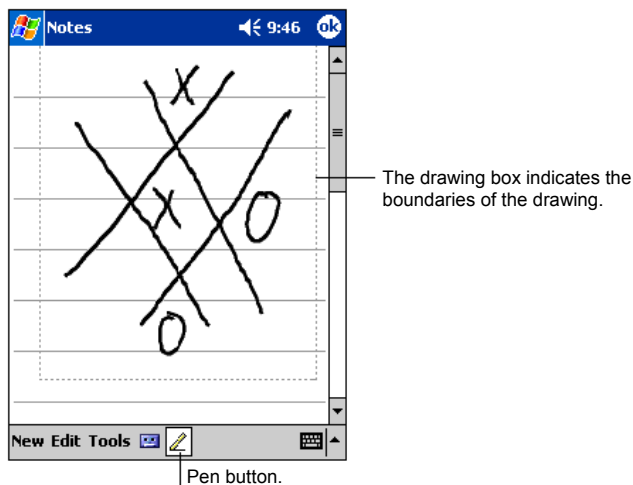 Notes 9:46 ok
X
X
O
O
The drawing box indicates the
boundaries of the drawing.
New Edit Tools
Pen button.